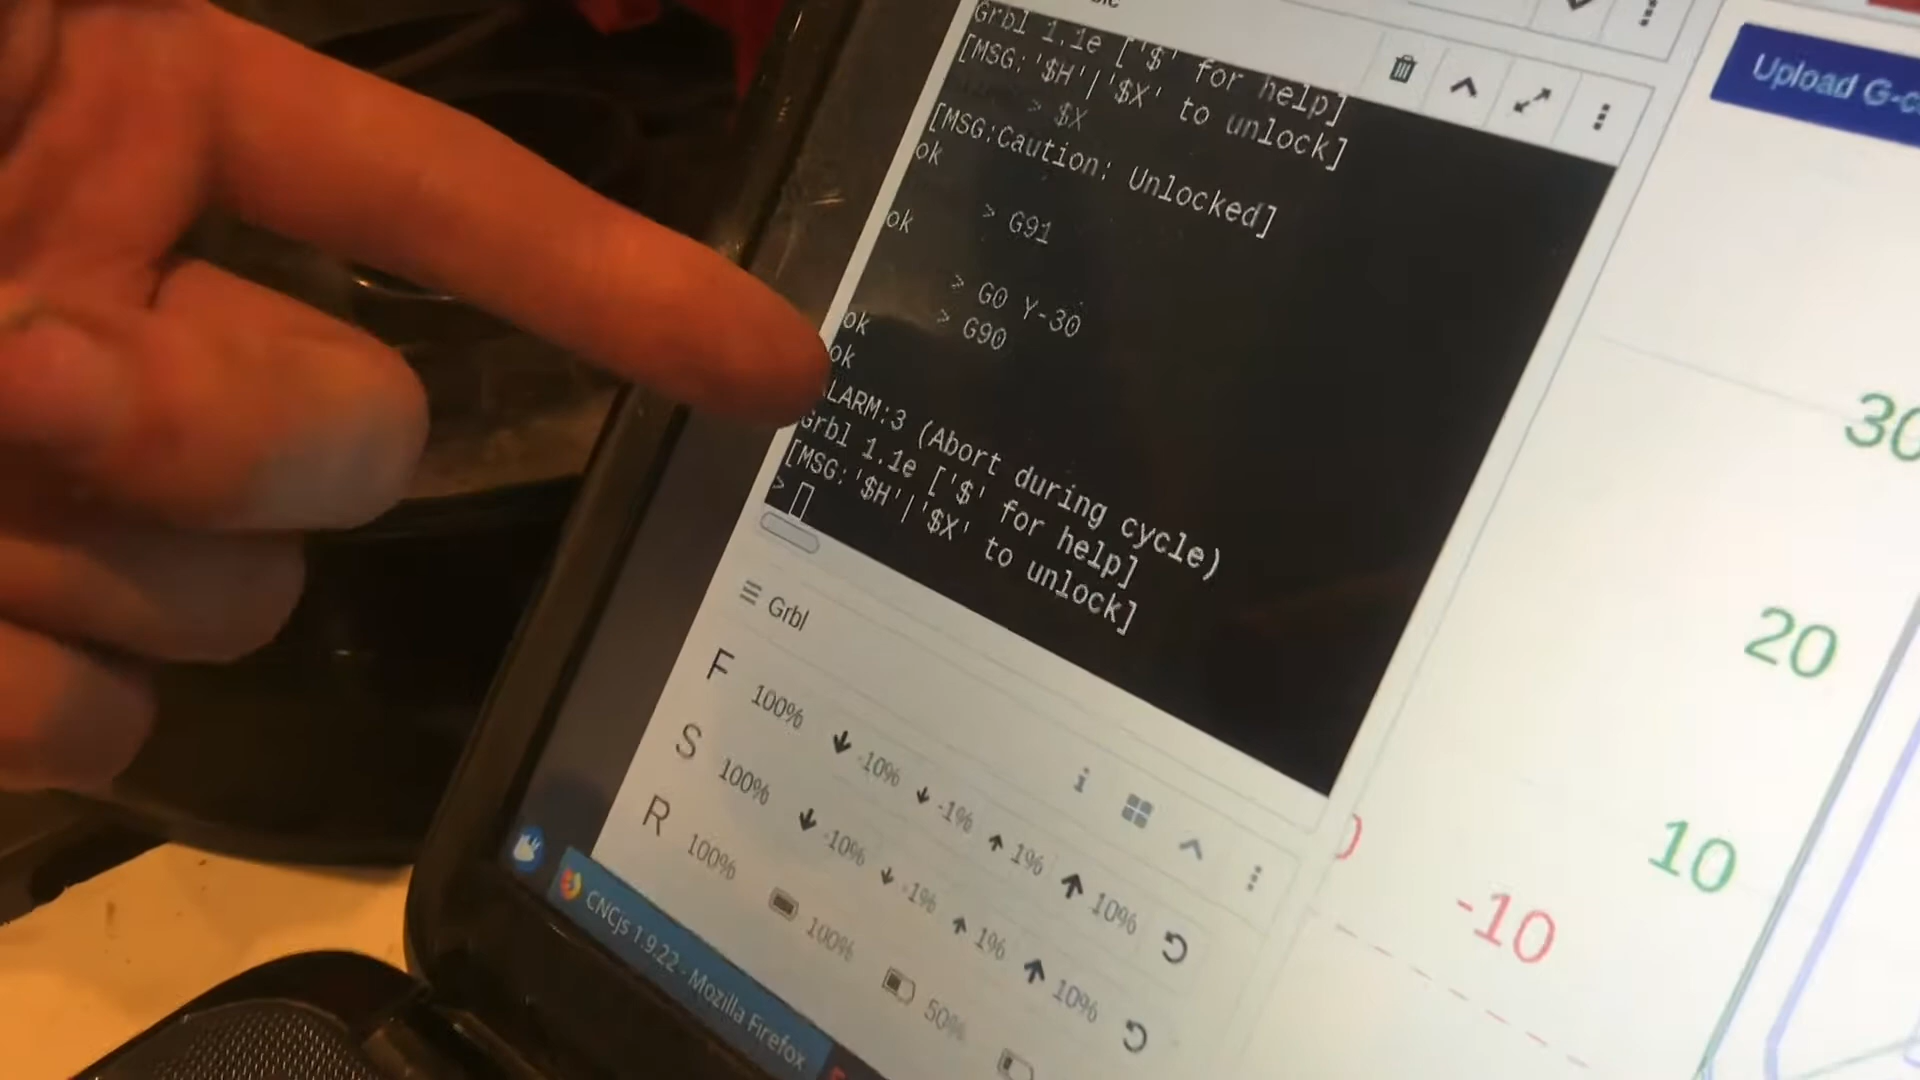 Grbl 1.1e ['$' for help]
[MSG:'$H'|'$X' to unlock]
> $X
[MSG:Caution: Unlocked]
ok
> G91
ok
> G0 Y-30
> G90
ok
ok
LARM:3 (Abort during cycle)
Grbl 1.1e ['$' for help]
[MSG:'$H'|'$X' to unlock]
>
Grbl
F 100% -10% -1% 1% 10%
S 100% -10% -1% 1% 10%
R 100% 100% 50%
CNCjs 1.9.22 - Mozilla Firefox
Upload G-c
30
20
10
-10